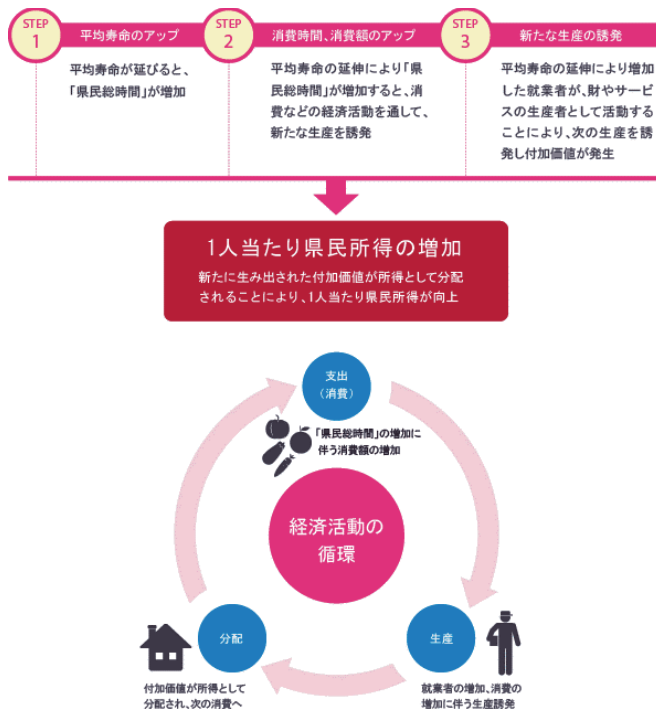 STEP
1
平均寿命のアップ
平均寿命が延びると、
「県民総時間」が増加
STEP
2
消費時間、消費額のアップ
平均寿命の延伸により「県
民総時間」が増加すると、消
費などの経済活動を通して、
新たな生産を誘発
STEP
3
新たな生産の誘発
平均寿命の延伸により増加
した就業者が、財やサービ
スの生産者として活動する
ことにより、次の生産を誘
発し付加価値が発生
1人当たり県民所得の増加
新たに生み出された付加価値が所得として分配
されることにより、1人当たり県民所得が向上
支出
（消費）
「県民総時間」の増加に
伴う消費額の増加
経済活動の
循環
分配
付加価値が所得として
分配され、次の消費へ
生産
就業者の増加、消費の
増加に伴う生産誘発